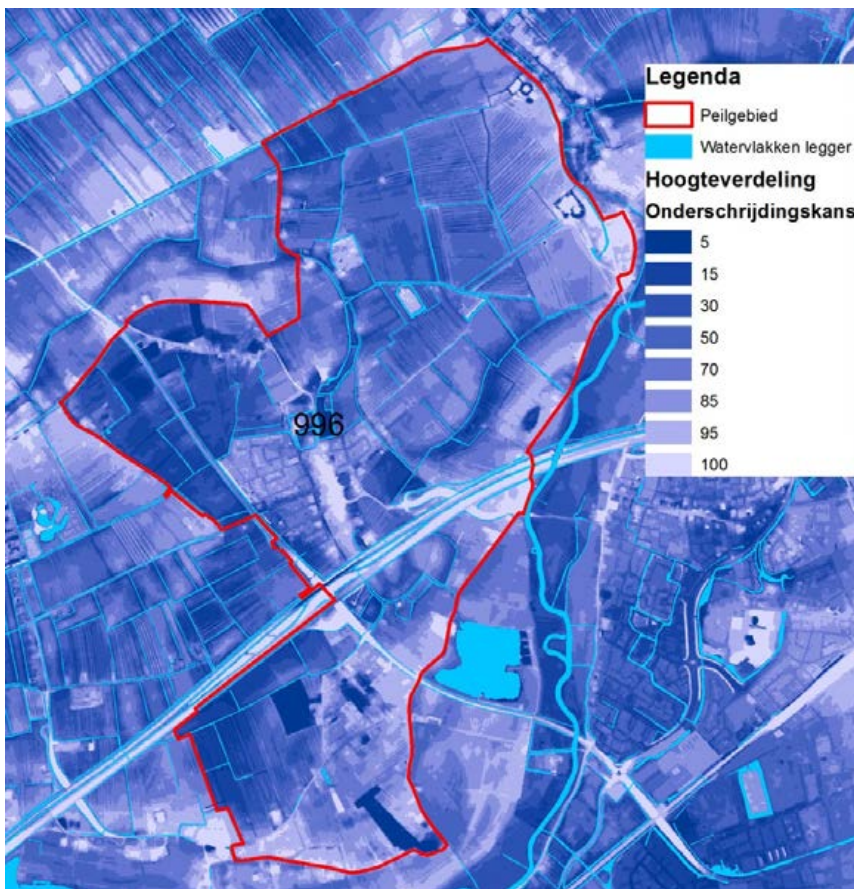 Legenda
Peilgebied
Watervlakken legger
Hoogteverdeling
Onderschrijdingskans
5
15
30
50
70
85
95
100
996